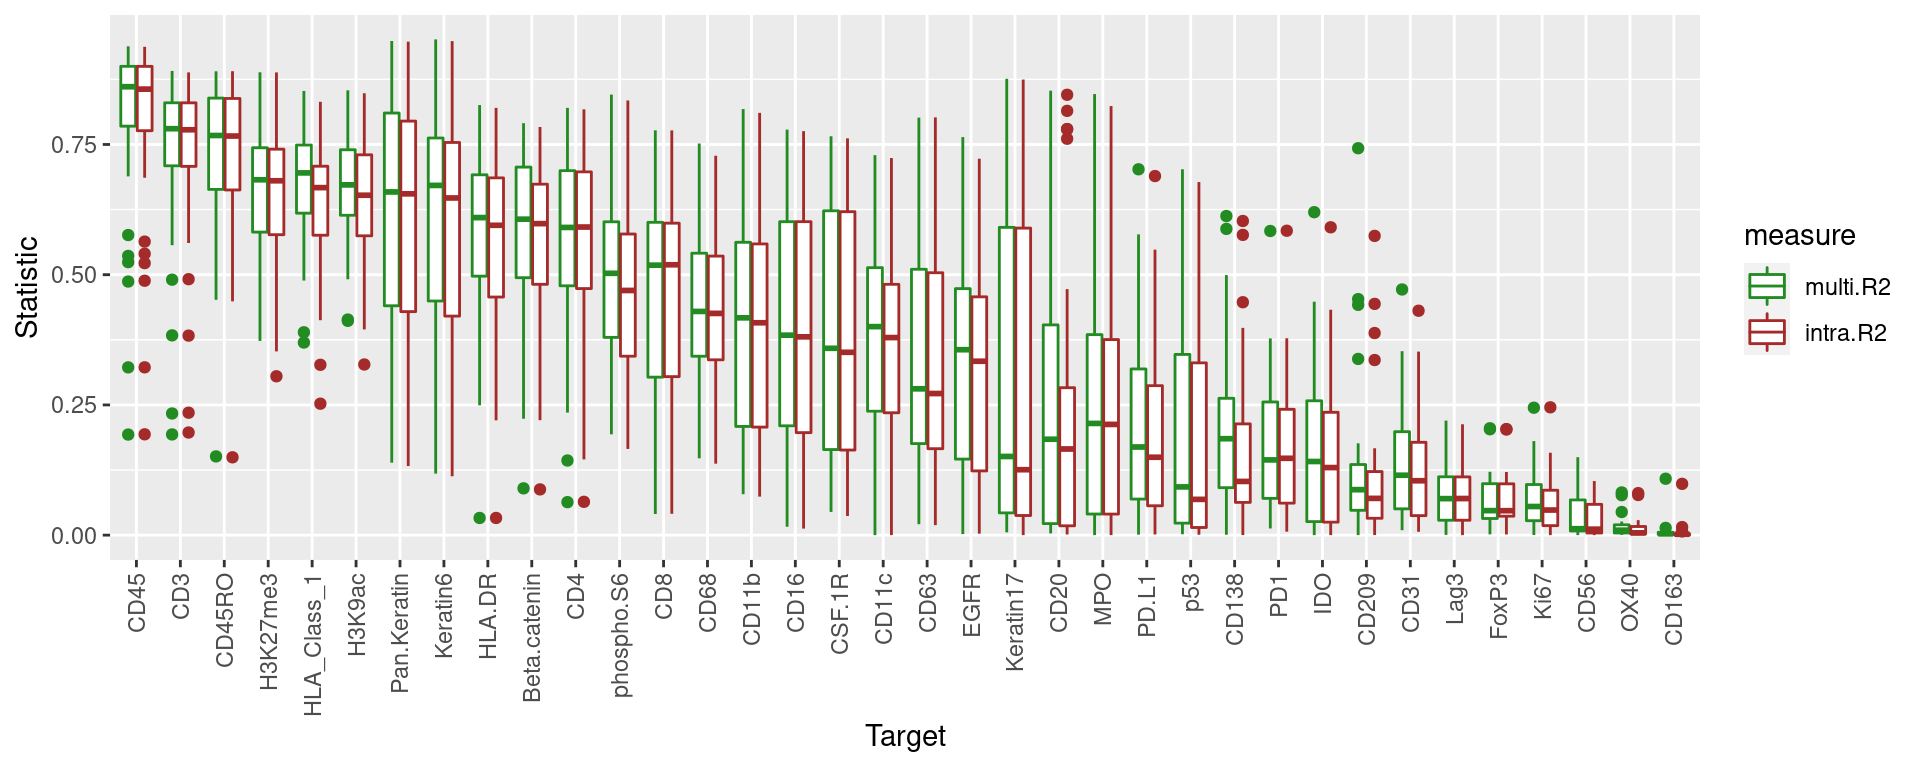 Statistic
0.75
0.50
0.25
0.00
CD45
CD3
CD45RO
H3K27me3
HLA_Class_1
H3K9ac
Pan.Keratin
Keratin6
HLA.DR
Beta.catenin
CD4
phospho.S6
CD8
CD68
CD11b
CD16
CSF.1R
CD11c
CD63
EGFR
Keratin17
CD20
MPO
PD.L1
p53
CD138
PD1
IDO
CD209
CD31
Lag3
FoxP3
Ki67
CD56
OX40
CD163
Target
measure
multi.R2
intra.R2